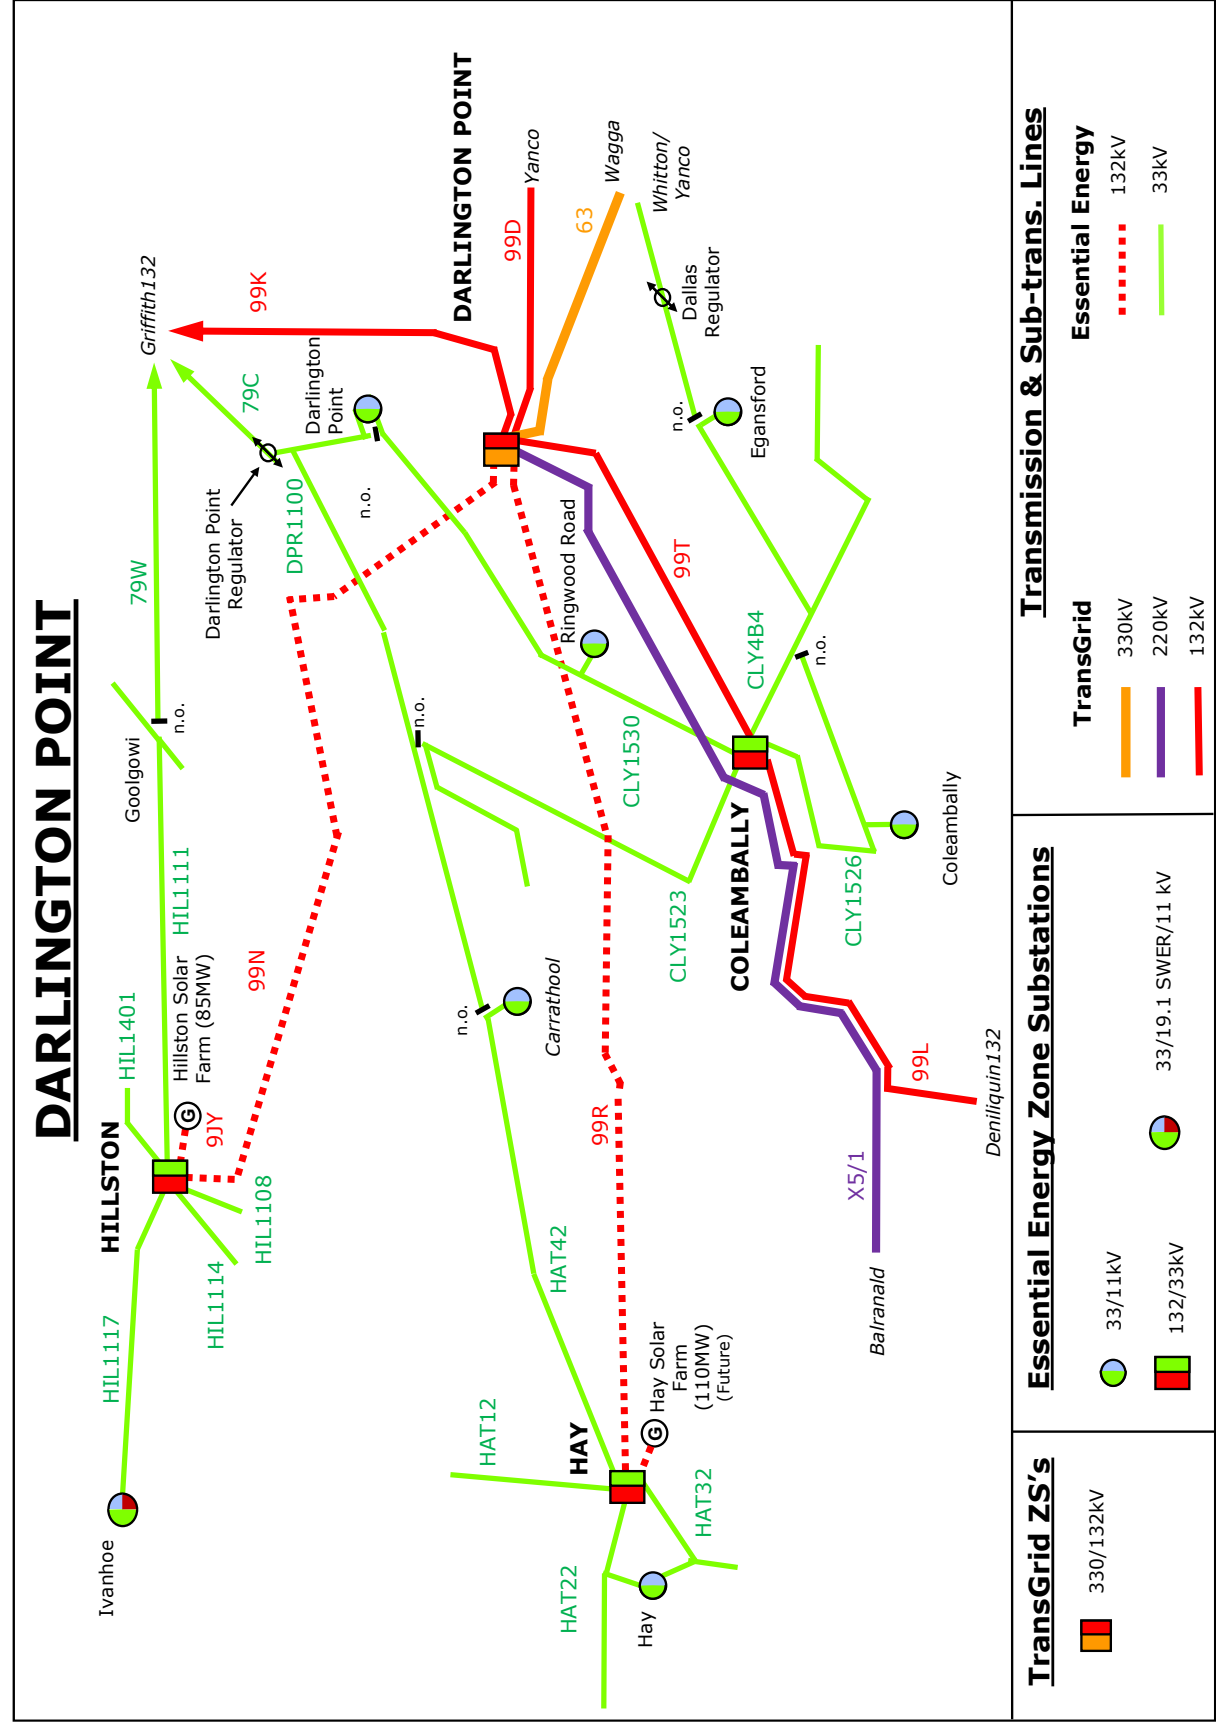 DARLINGTON POINT
Ivanhoe
HIL1117
HILLSTON
HIL1401
Goolgowi
79W
Griffith132
HIL1114
HIL1108
9JY
Hillston Solar
Farm (85MW)
HIL1111
n.o.
99N
Darlington Point
Regulator
79C
99K
DPR1100
Darlington
Point
n.o.
n.o.
DARLINGTON POINT
HAT12
n.o.
Carrathool
99D
Yanco
HAT22
HAY
HAT42
99R
Ringwood Road
63
Wagga
Hay
Hay Solar
Farm
(110MW)
(Future)
CLY1530
Whitton/
Yanco
HAT32
CLY1523
99T
n.o.
Dallas
Regulator
COLEAMBALLY
CLY4B4
Egansford
n.o.
X5/1
CLY1526
Balranald
99L
Coleambally
Deniliquin132
TransGrid ZS's
330/132kV
Essential Energy Zone Substations
33/11kV
33/19.1 SWER/11 kV
132/33kV
Transmission & Sub-trans. Lines
TransGrid
330kV
220kV
132kV
Essential Energy
132kV
33kV
G
G